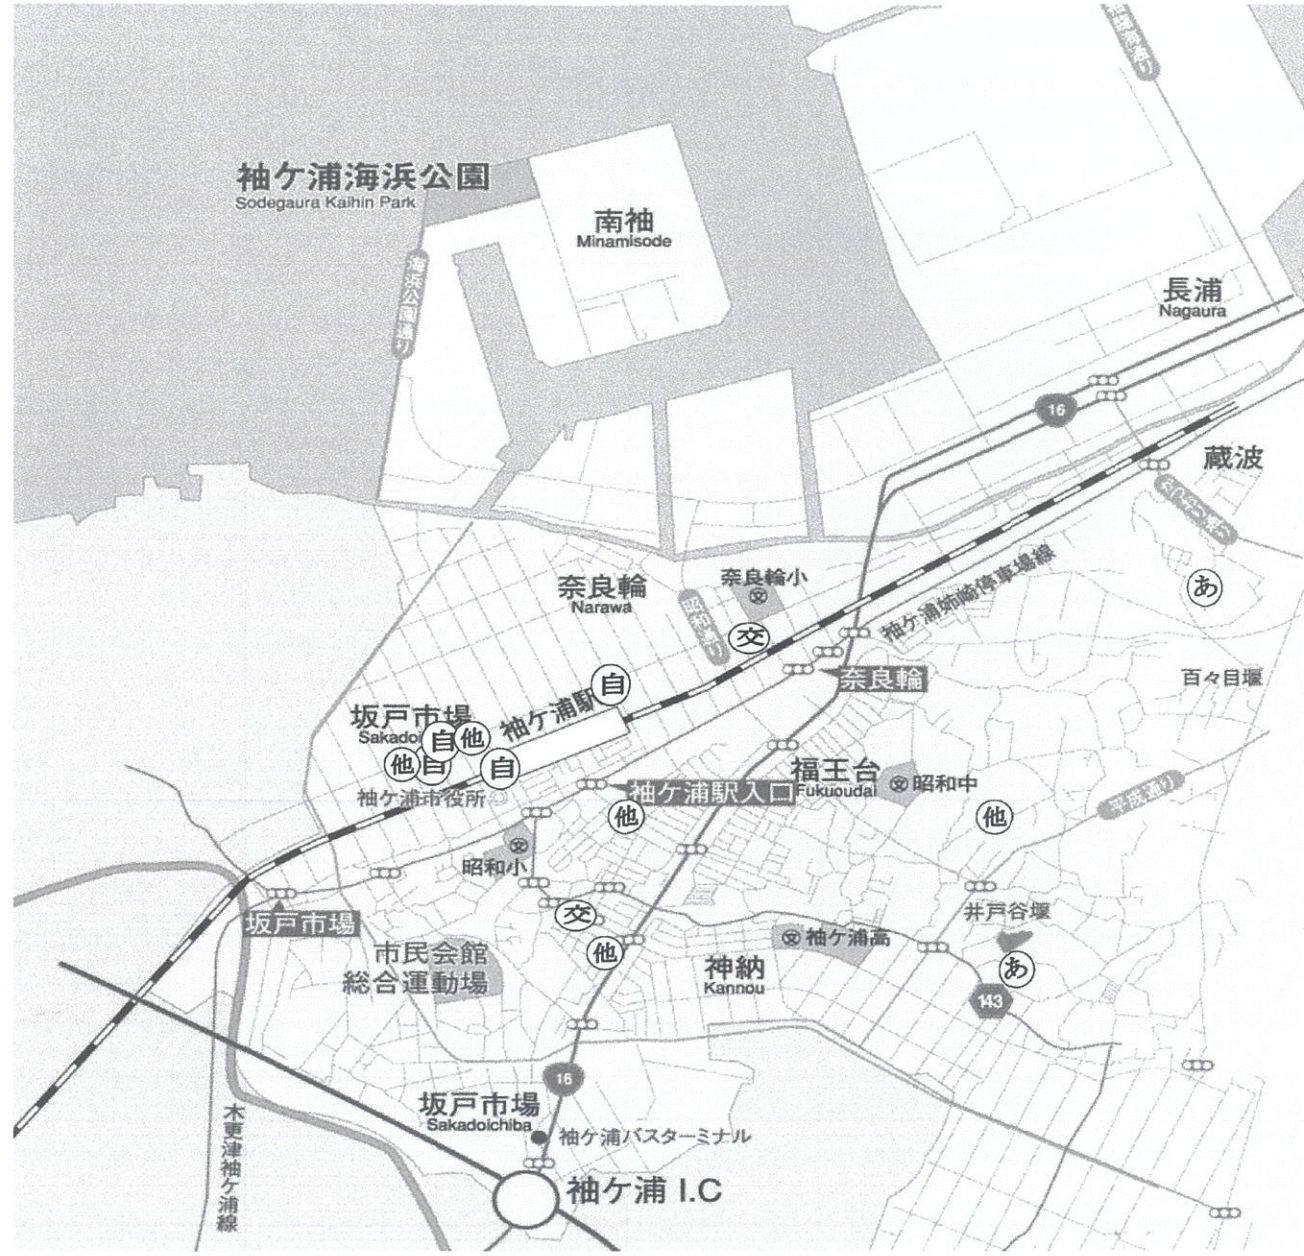 袖ケ浦海浜公園
Sodegaura Kaihin Park
南袖
Minamisode
海浜公園通り
長浦
Nagaura
16
蔵波
袖ケ浦姉崎停車場線
あ
奈良輪
Narawa
奈良輪小
文
昭和通り
交
奈良輪
百々目堰
自
袖ケ浦駅
坂戸市場
自
他
他
自
自
袖ケ浦市役所
袖ケ浦駅入口
福王台
Fukuoudai
文
昭和中
平成通り
他
他
文
昭和小
坂戸市場
交
他
井戸谷堰
文
袖ケ浦高
あ
市民会館
総合運動場
神納
Kannou
143
16
坂戸市場
Sakadoichiba
袖ケ浦バスターミナル
木更津袖ケ浦線
袖ケ浦 I.C